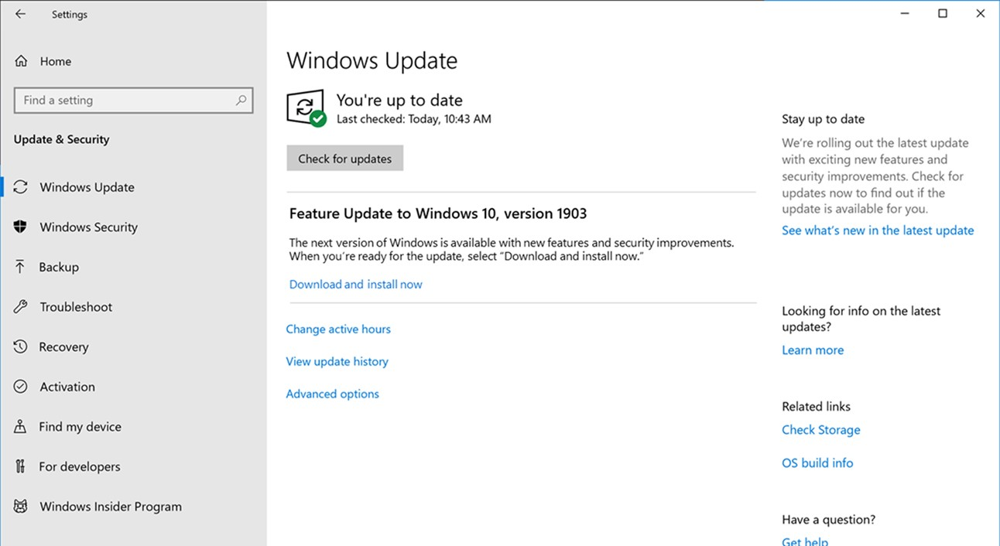 Settings
Home
Find a setting
Update & Security
Windows Update
Windows Security
Backup
Troubleshoot
Recovery
Activation
Find my device
For developers
Windows Insider Program
Windows Update
You're up to date
Last checked: Today, 10:43 AM
Check for updates
Feature Update to Windows 10, version 1903
The next version of Windows is available with new features and security improvements.
When you're ready for the update, select "Download and install now."
Download and install now
Change active hours
View update history
Advanced options
Stay up to date
We're rolling out the latest update
with exciting new features and
security improvements. Check for
updates now to find out if the
update is available for you.
See what's new in the latest update
Looking for info on the latest
updates?
Learn more
Related links
Check Storage
OS build info
Have a question?
Get help